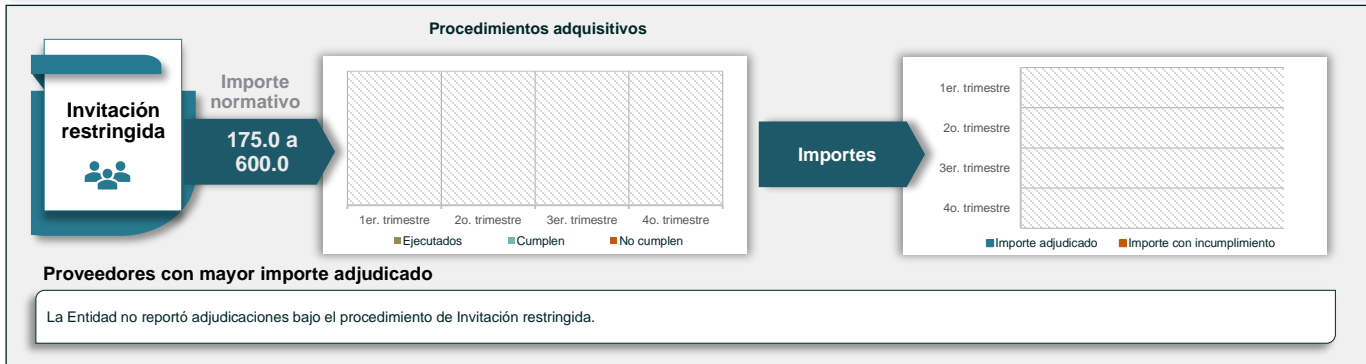 Procedimientos adquisitivos
Invitación
restringida
Importe
normativo
175.0 a
600.0
1er. trimestre 2o. trimestre 3er. trimestre 4o. trimestre
Ejecutados Cumplen No cumplen
Importes
1er. trimestre
2o. trimestre
3er. trimestre
4o. trimestre
Importe adjudicado Importe con incumplimiento
Proveedores con mayor importe adjudicado
La Entidad no reportó adjudicaciones bajo el procedimiento de Invitación restringida.